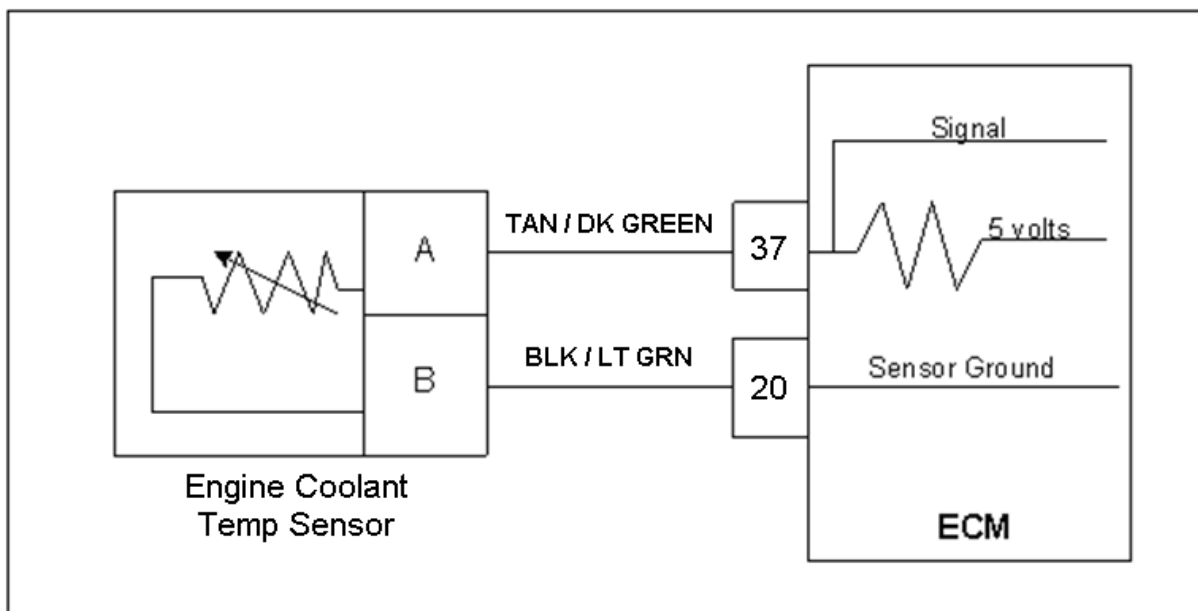 Signal
TAN / DK GREEN
A
37
5 volts
BLK / LT GRN
B
20
Sensor Ground
Engine Coolant
Temp Sensor
ECM